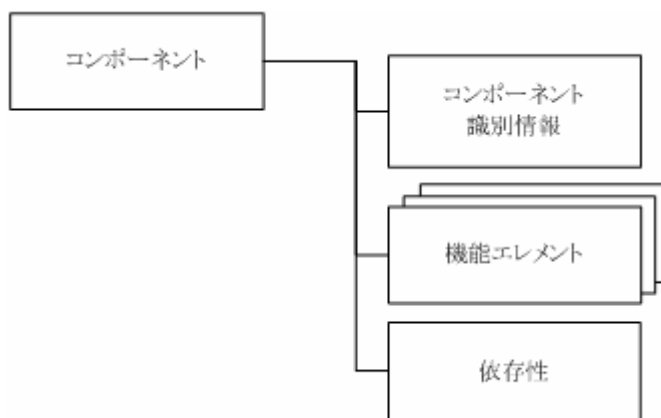 コンポーネント
コンポーネント
識別情報
機能エレメント
依存性